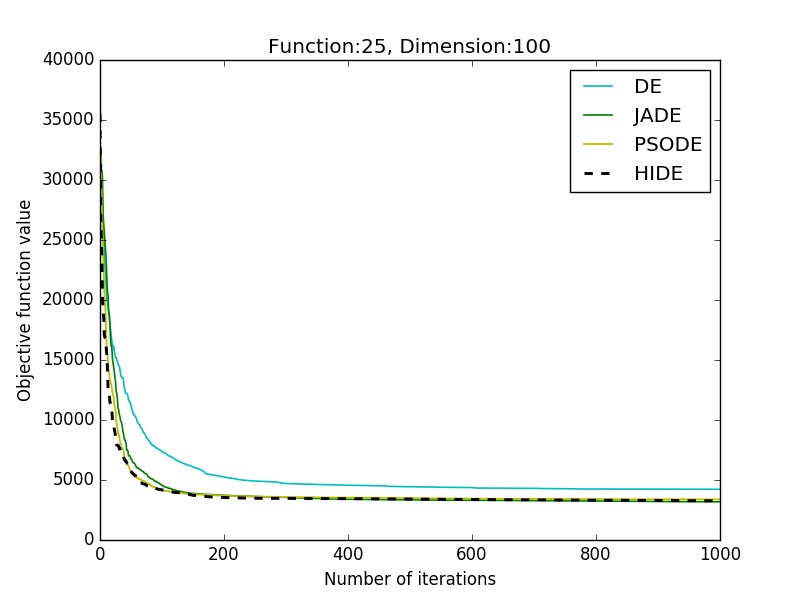 Function:25, Dimension:100
40000
35000
30000
25000
20000
15000
10000
5000
0
Objective function value
DE
JADE
PSODE
HIDE
0 200 400 600 800 1000
Number of iterations